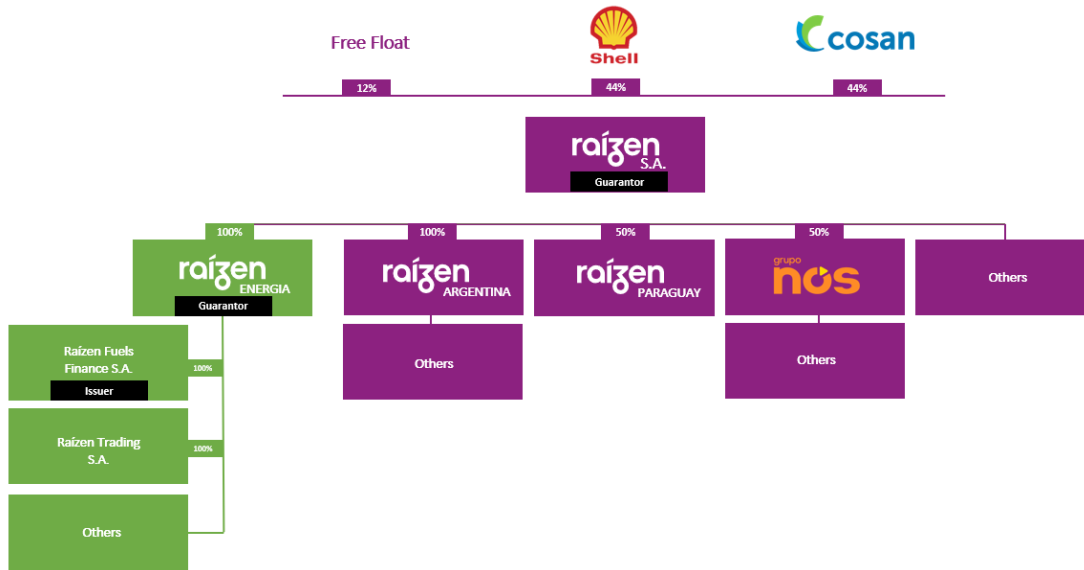 Free Float
Shell
cosan
12%
44%
44%
raízen
S.A.
Guarantor
100%
100%
50%
50%
raízen
ENERGIA
Guarantor
raízen
ARGENTINA
raízen
PARAGUAY
grupo
nós
Others
Raízen Fuels
Finance S.A.
Issuer
100%
Others
Others
Raízen Trading
S.A.
100%
Others